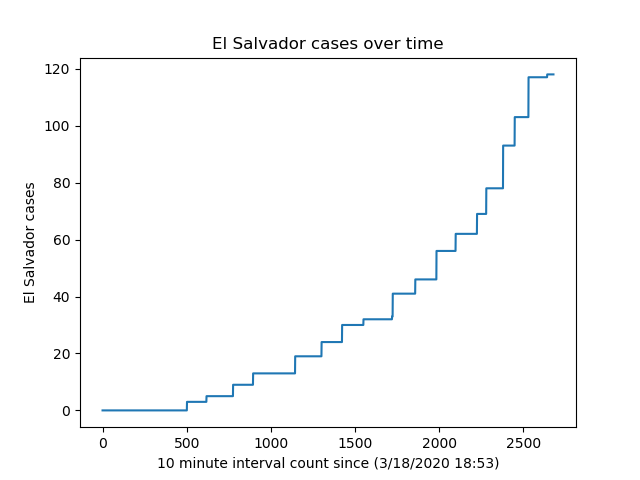 El Salvador cases over time
120
100
80
60
40
20
0
El Salvador cases
0 500 1000 1500 2000 2500
10 minute interval count since (3/18/2020 18:53)